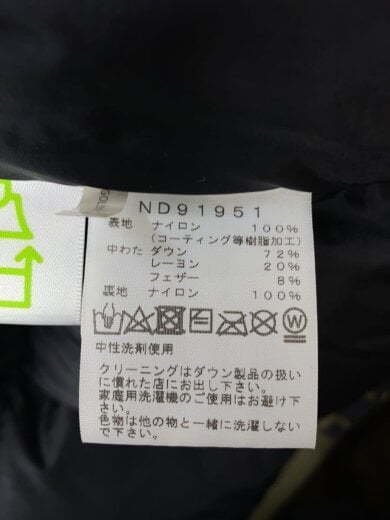 ND91951
表地 ナイロン 100%
(コーティング等樹脂加工)
中わた ダウン 72%
レーヨン 20%
フェザー 8%
裏地 ナイロン 100%
W
中性洗剤使用
クリーニングはダウン製品の扱い
に慣れた店にお出し下さい。
家庭用洗濯機のご使用はお避け下
さい。
色物は他の物と一緒に洗濯しない
で下さい。